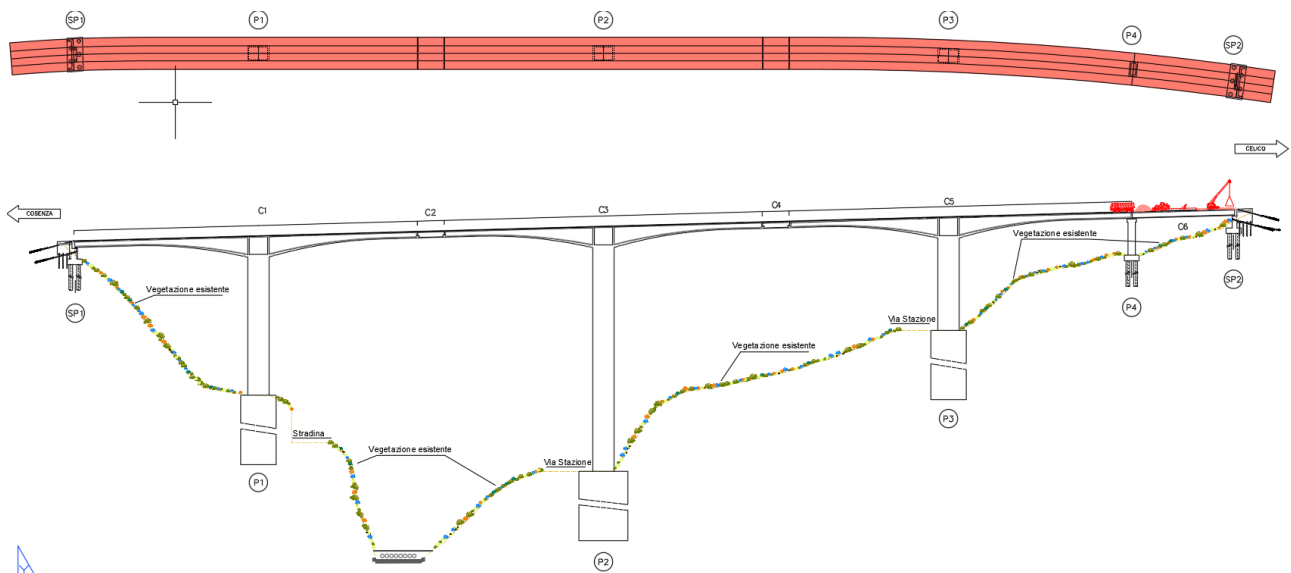 SP1
P1
P2
P3
P4
SP2
CELICO
COSENZA
C1
C2
C3
C4
C5
C6
Vegetazione esistente
Vegetazione esistente
SP1
SP2
P4
Via Stazione
Vegetazione esistente
P3
Stradina
Vegetazione esistente
Via Stazione
P1
P2